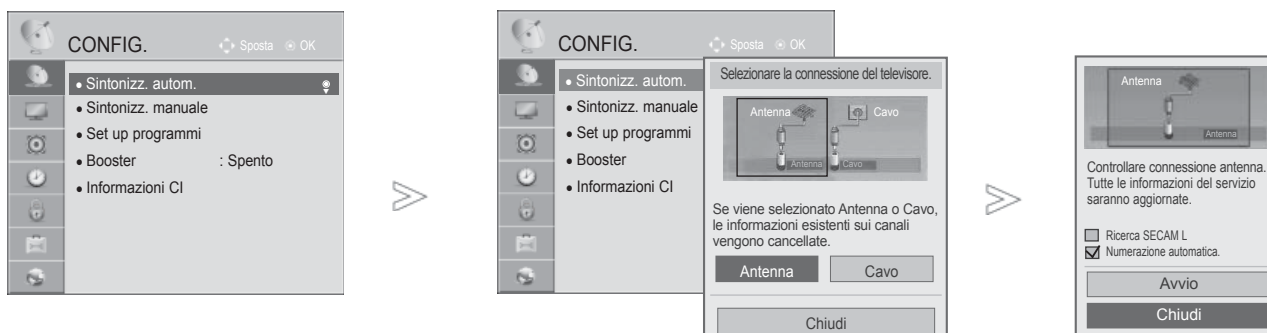 CONFIG.
Sposta OK
• Sintonizz. autom.
• Sintonizz. manuale
• Set up programmi
• Booster : Spento
• Informazioni CI
CONFIG.
Sposta OK
• Sintonizz. autom.
• Sintonizz. manuale
• Set up programmi
• Booster
• Informazioni CI
Selezionare la connessione del televisore.
Antenna Cavo
Antenna Cavo
Se viene selezionato Antenna o Cavo,
le informazioni esistenti sui canali
vengono cancellate.
Antenna Cavo
Chiudi
Antenna
Antenna
Controllare connessione antenna.
Tutte le informazioni del servizio
saranno aggiornate.
Ricerca SECAM L
Numerazione automatica.
Avvio
Chiudi